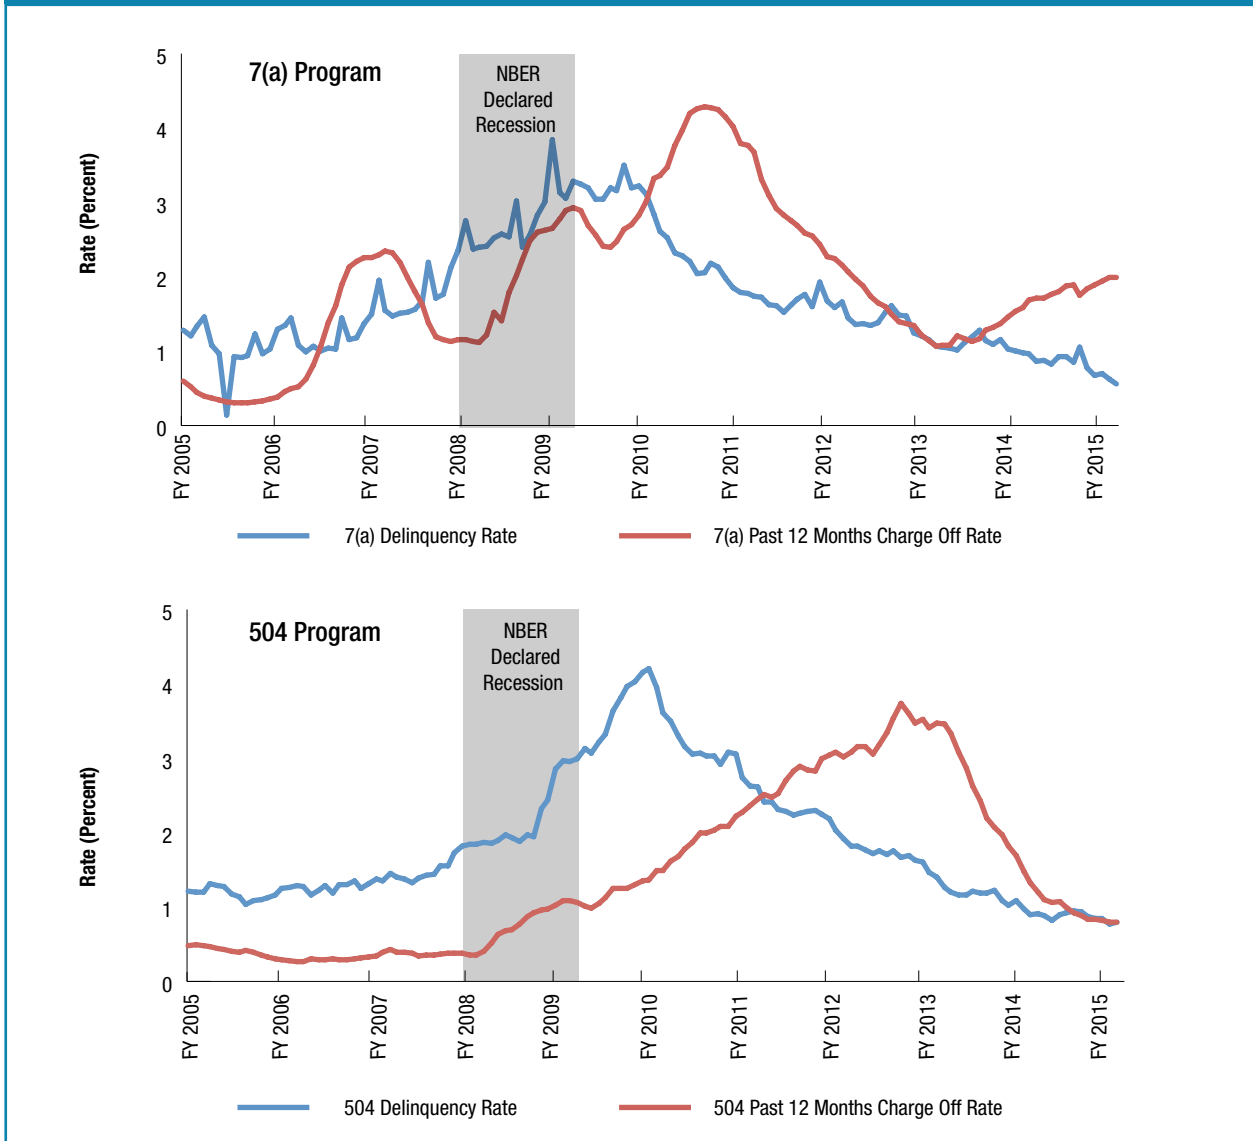 7(a) Program
NBER
Declared
Recession
Rate (Percent)
5
4
3
2
1
0
FY 2005
FY 2006
FY 2007
FY 2008
FY 2009
FY 2010
FY 2011
FY 2012
FY 2013
FY 2014
FY 2015
7(a) Delinquency Rate
7(a) Past 12 Months Charge Off Rate
504 Program
NBER
Declared
Recession
Rate (Percent)
5
4
3
2
1
0
FY 2005
FY 2006
FY 2007
FY 2008
FY 2009
FY 2010
FY 2011
FY 2012
FY 2013
FY 2014
FY 2015
504 Delinquency Rate
504 Past 12 Months Charge Off Rate